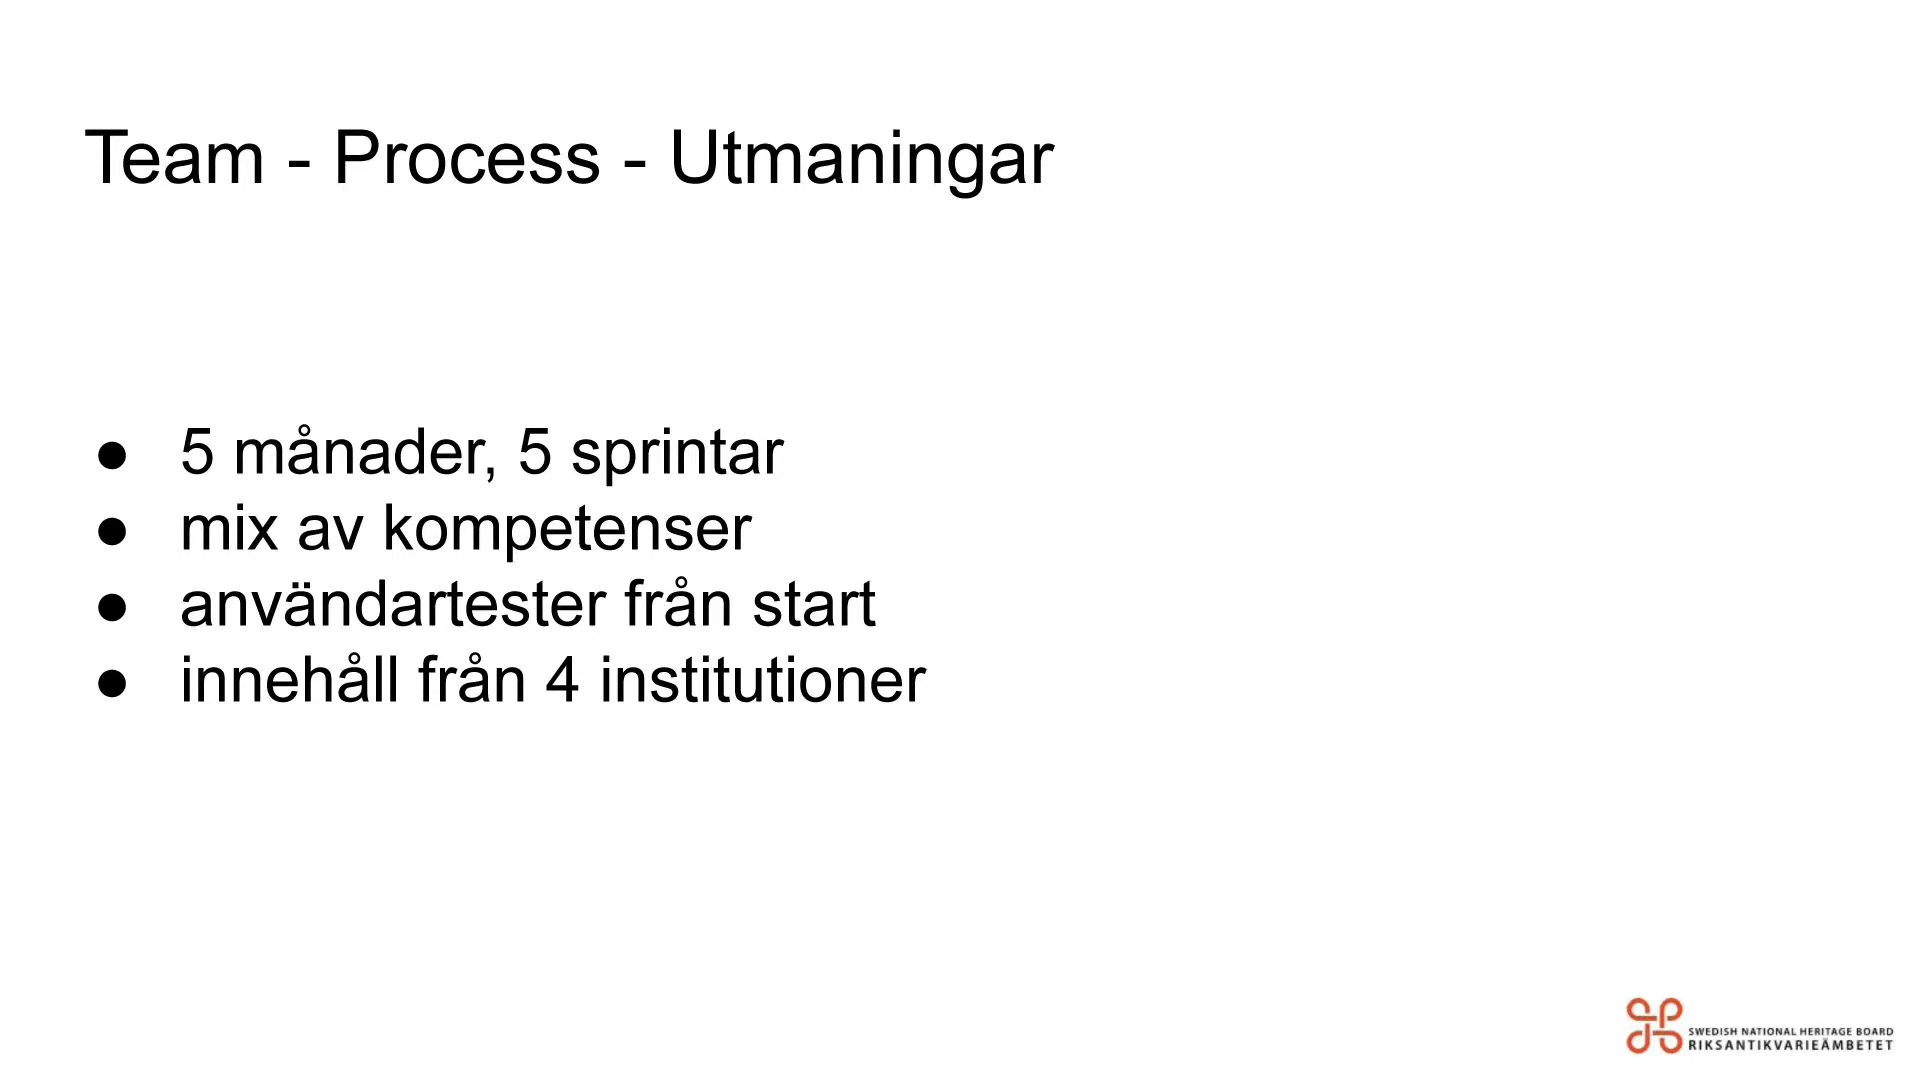 Team - Process - Utmaningar
● 5 månader, 5 sprintar
● mix av kompetenser
● användartester från start
● innehåll från 4 institutioner
SWEDISH NATIONAL HERITAGE BOARD
RIKSANTIKVARIEÄMBETET